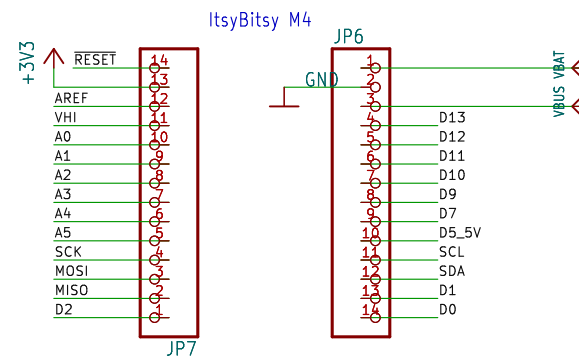 ItsyBitsy M4
+3V3
RESET 14
13
AREF 12
VHI 11
A0 10
A1 9
A2 8
A3 7
A4 6
A5 5
SCK 4
MOSI 3
MISO 2
D2 1
JP7
JP6
1 VBAT
GND 2
3 VBUS
4 D13
5 D12
6 D11
7 D10
8 D9
9 D7
10 D5_5V
11 SCL
12 SDA
13 D1
14 D0